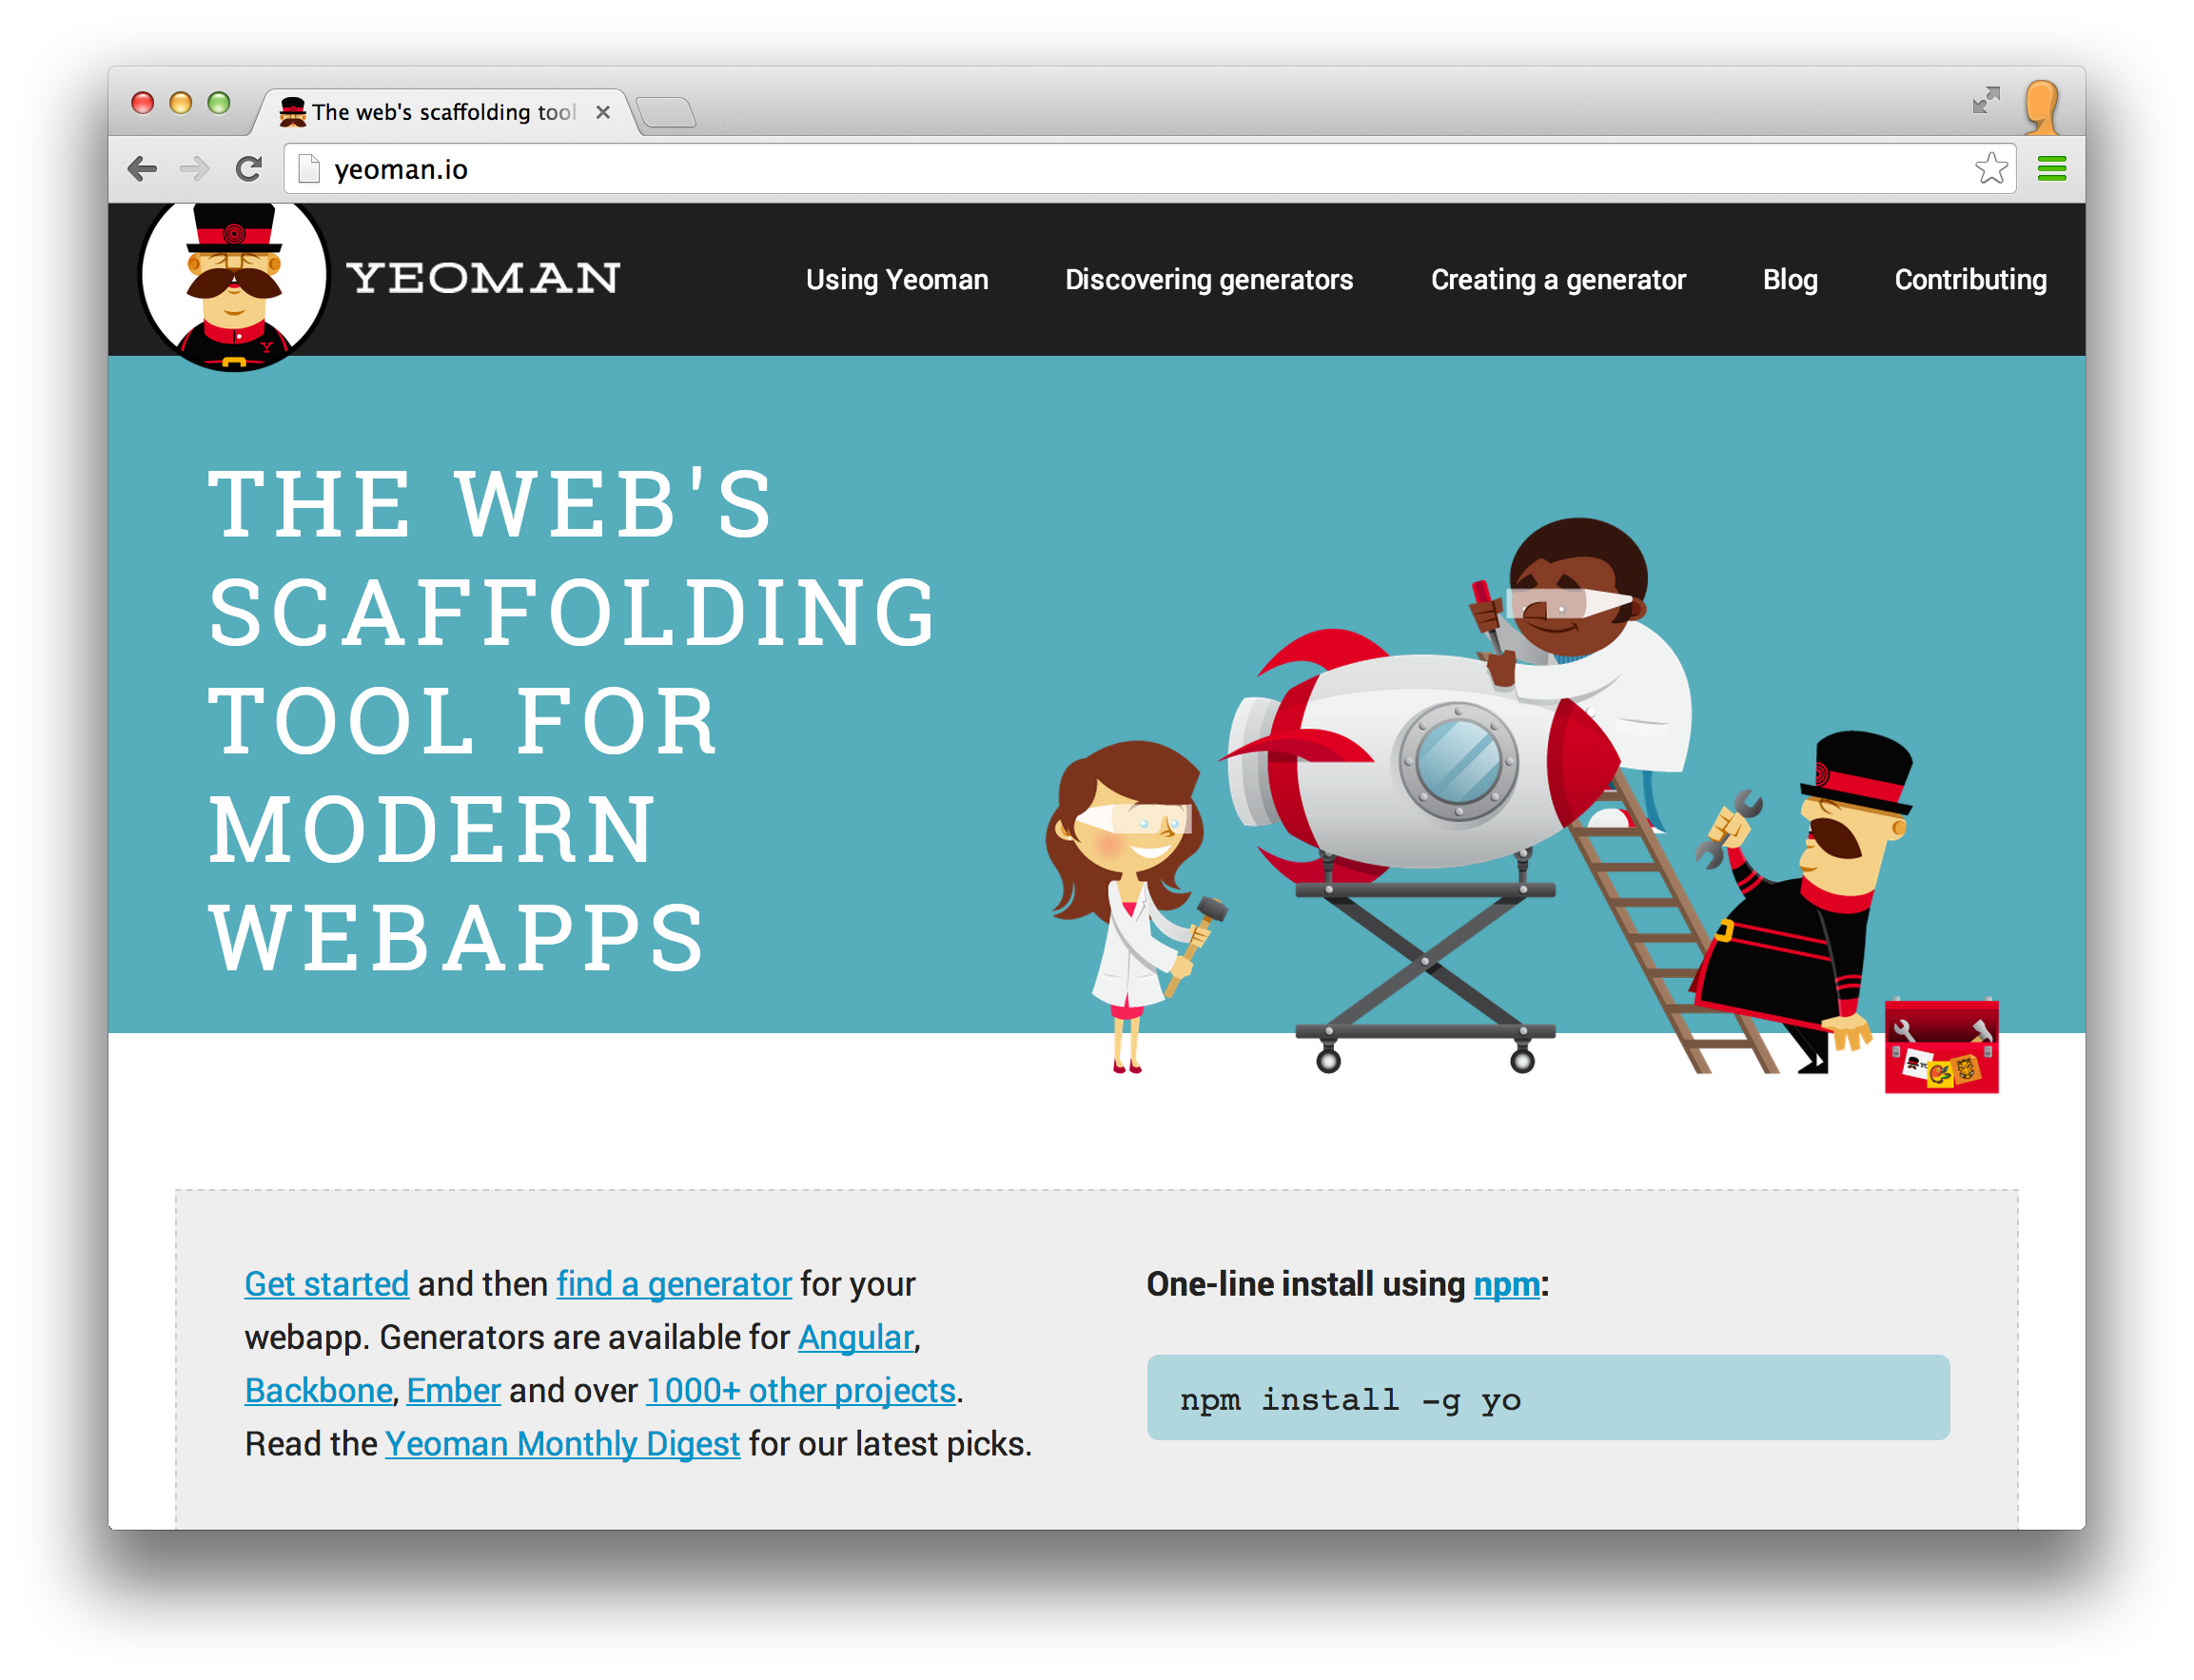 The web's scaffolding tool
yeoman.io
YEOMAN
Using Yeoman
Discovering generators
Creating a generator
Blog
Contributing
THE WEB'S
SCAFFOLDING
TOOL FOR
MODERN
WEBAPPS
Get started and then find a generator for your
webapp. Generators are available for Angular,
Backbone, Ember and over 1000+ other projects.
Read the Yeoman Monthly Digest for our latest picks.
One-line install using npm:
npm install -g yo